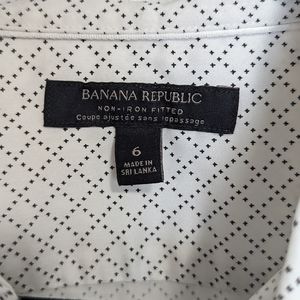 BANANA REPUBLIC
NON-IRON FITTED
Coupe ajustée sans repassage
6
MADE IN
SRI LANKA